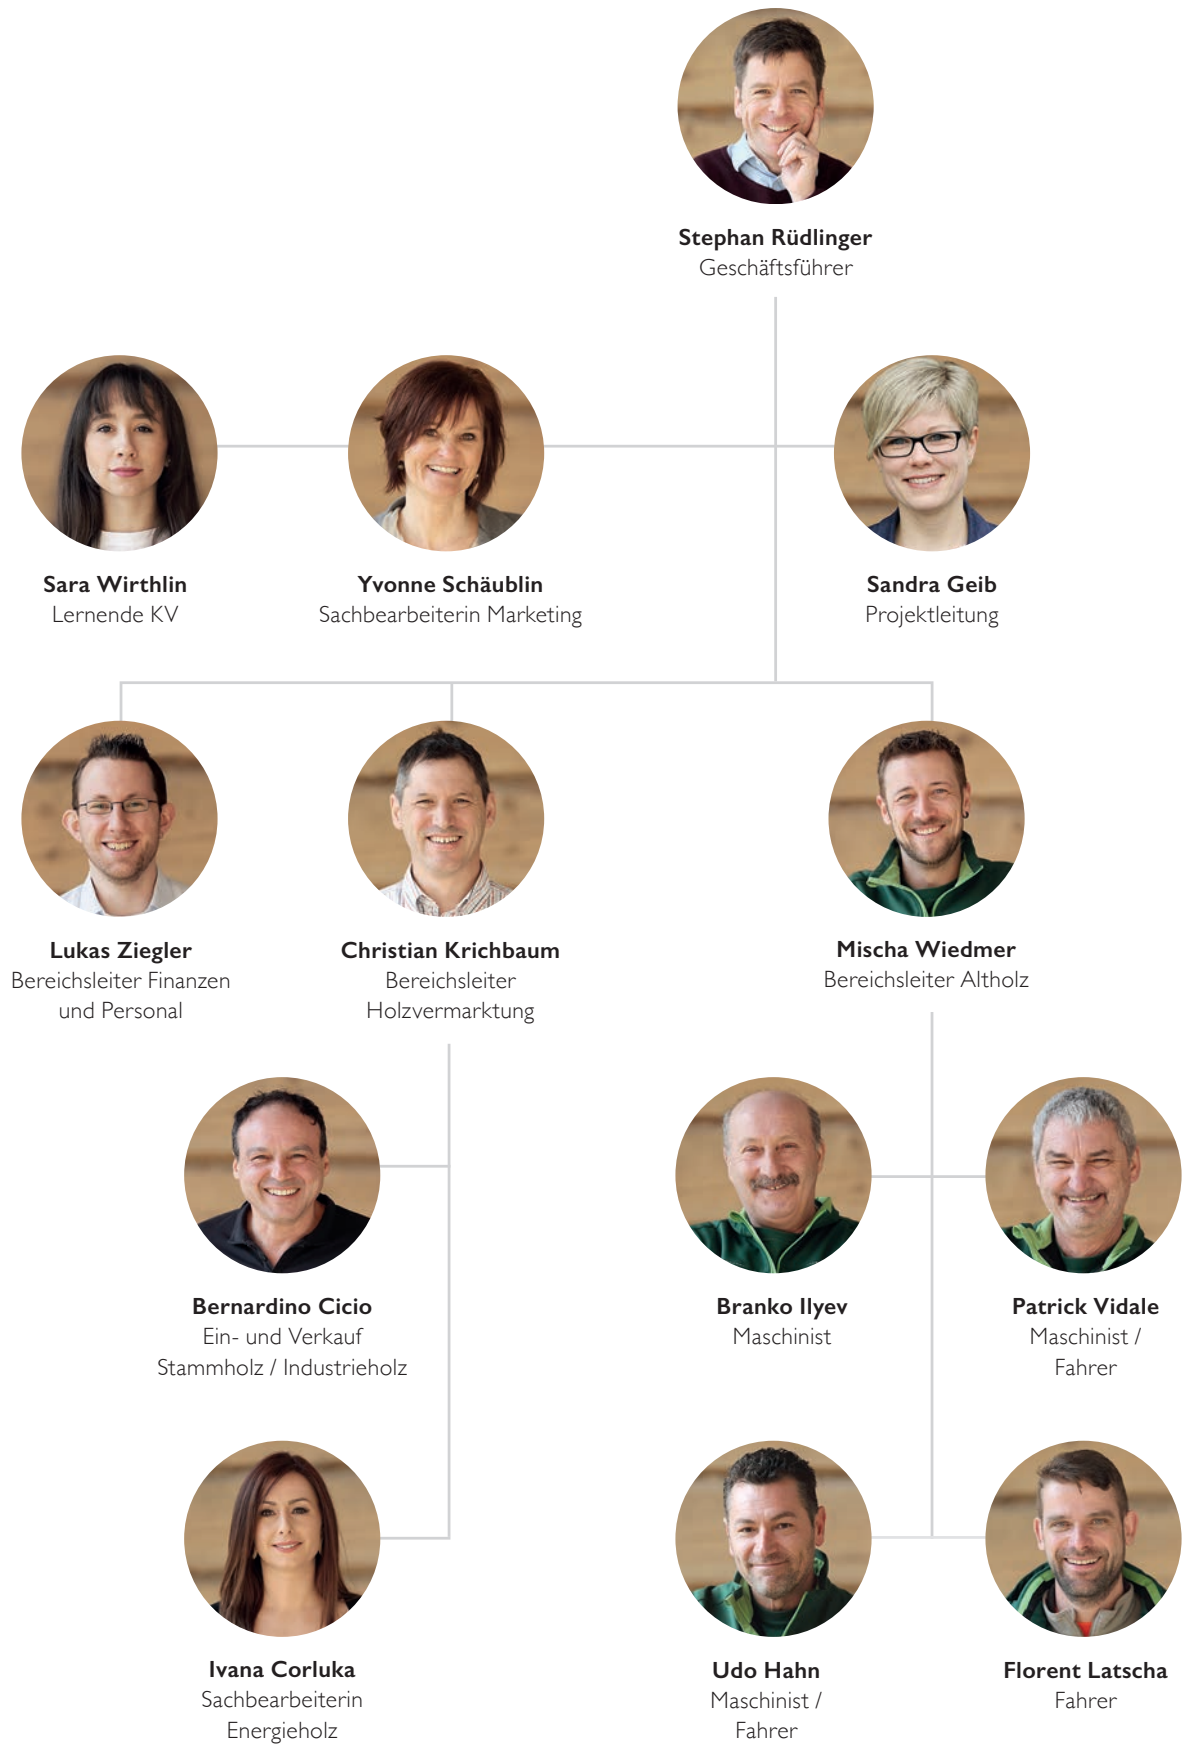 Stephan Rüdlinger
Geschäftsführer
Sara Wirthlin
Lernende KV
Yvonne Schäublin
Sachbearbeiterin Marketing
Sandra Geib
Projektleitung
Lukas Ziegler
Bereichsleiter Finanzen
und Personal
Christian Krichbaum
Bereichsleiter
Holzvermarktung
Mischa Wiedmer
Bereichsleiter Altholz
Bernardino Cicio
Ein- und Verkauf
Stammholz / Industrieholz
Branko Ilyev
Maschinist
Patrick Vidale
Maschinist /
Fahrer
Ivana Corluka
Sachbearbeiterin
Energieholz
Udo Hahn
Maschinist /
Fahrer
Florent Latscha
Fahrer